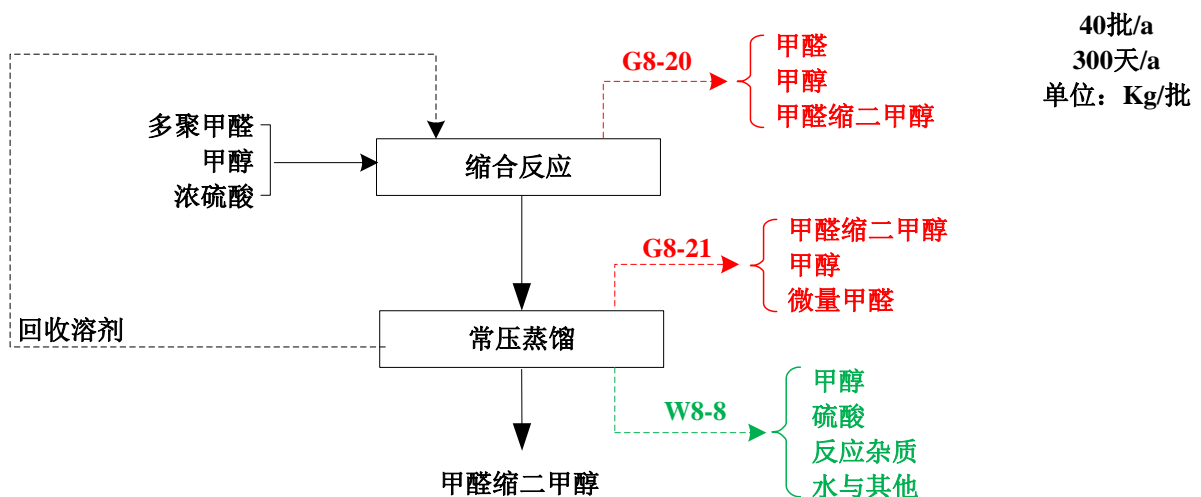 40批/a
300天/a
单位：Kg/批
G8-20
甲醛
甲醇
甲醛缩二甲醇
多聚甲醛
甲醇
浓硫酸
缩合反应
G8-21
甲醛缩二甲醇
甲醇
微量甲醛
回收溶剂
常压蒸馏
W8-8
甲醇
硫酸
反应杂质
水与其他
甲醛缩二甲醇